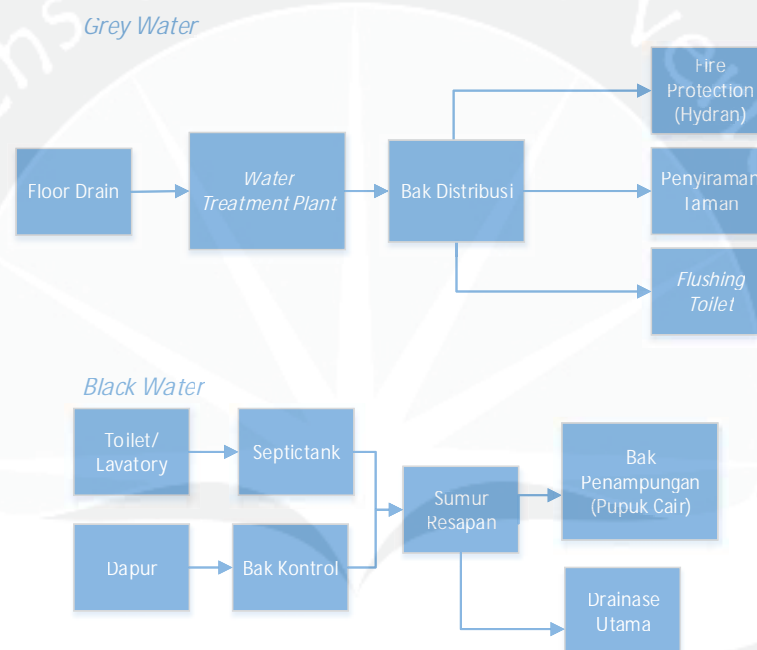 Grey Water
Fire
Protection
(Hydran)
Floor Drain
Water
Treatment Plant
Bak Distribusi
Penyiraman
Taman
Flushing
Toilet
Black Water
Toilet/
Lavatory
Septictank
Bak
Penampungan
(Pupuk Cair)
Sumur
Resapan
Dapur
Bak Kontrol
Drainase
Utama